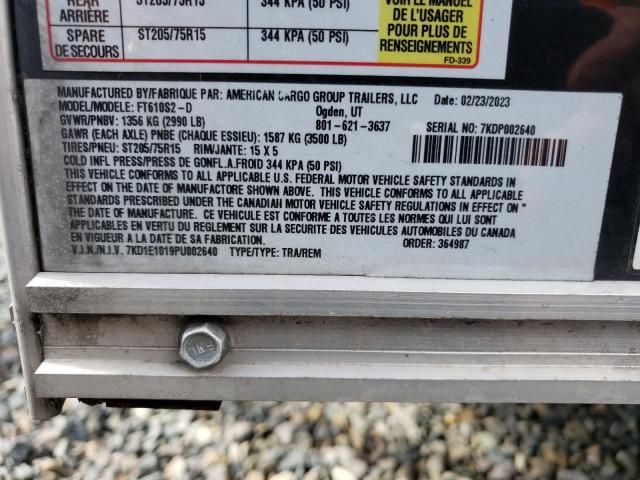 REAR ST205/75R15 344 KPA (50 PSI)
ARRIÈRE
SPARE ST205/75R15 344 KPA (50 PSI)
DE SECOURS
VOIR LE MANUEL
DE L'USAGER
POUR PLUS DE
RENSEIGNEMENTS
FD-339
MANUFACTURED BY/FABRIQUE PAR: AMERICAN CARGO GROUP TRAILERS, LLC Date: 02/23/2023
MODEL/MODELE: FT610S2-D Ogden, UT
GVWR/PNBV: 1356 KG (2990 LB) 801-621-3637 SERIAL NO: 7KDP002640
GAWR (EACH AXLE) PNBE (CHAQUE ESSIEU): 1587 KG (3500 LB)
TIRES/PNEU: ST205/75R15 RIM/JANTE: 15 X 5
COLD INFL PRESS/PRESS DE GONFL.A.FROID 344 KPA (50 PSI)
THIS VEHICLE CONFORMS TO ALL APPLICABLE U.S. FEDERAL MOTOR VEHICLE SAFETY STANDARDS IN
EFFECT ON THE DATE OF MANUFACTORE SHOWN ABOVE. THIS VEHICLE CONFORMS TO ALL APPLICABLE
STANDARDS PRESCRIBED UNDER THE CANADIAN MOTOR VEHICLE SAFETY REGULATIONS IN EFFECT ON
THE DATE OF MANUFACTURE. CE VEHICULE EST CONFORME A TOUTES LES NORMES QUI LUI SONT
APPLICABLES EN VERTU DU REGLEMENT SUR LA SECURITE DES VEHICULES AUTOMOBILES DU CANADA
EN VIGUEUR A LA DATE DE SA FABRICATION. ORDER: 364987
V.I.N./N.I.V. 7KD1E1019PU002640 TYPE/TYPE: TRA/REM